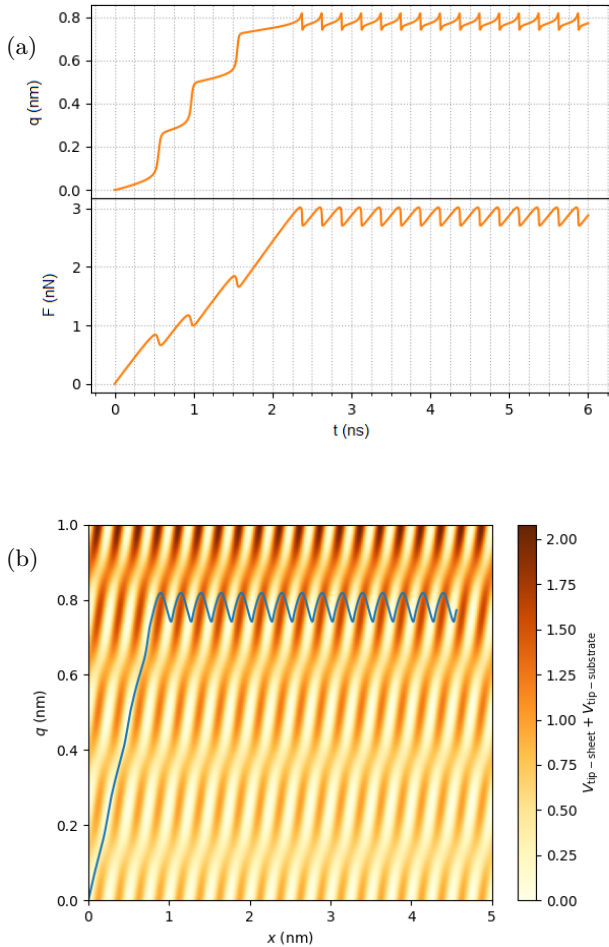 (a)
0.8
0.6
0.4
0.2
0.0
q (nm)
3
2
1
0
F (nN)
0 1 2 3 4 5 6
t (ns)
(b)
1.0
0.8
0.6
0.4
0.2
0.0
q (nm)
0 1 2 3 4 5
x (nm)
2.00
1.75
1.50
1.25
1.00
0.75
0.50
0.25
0.00
V_tip−sheet + V_tip−substrate